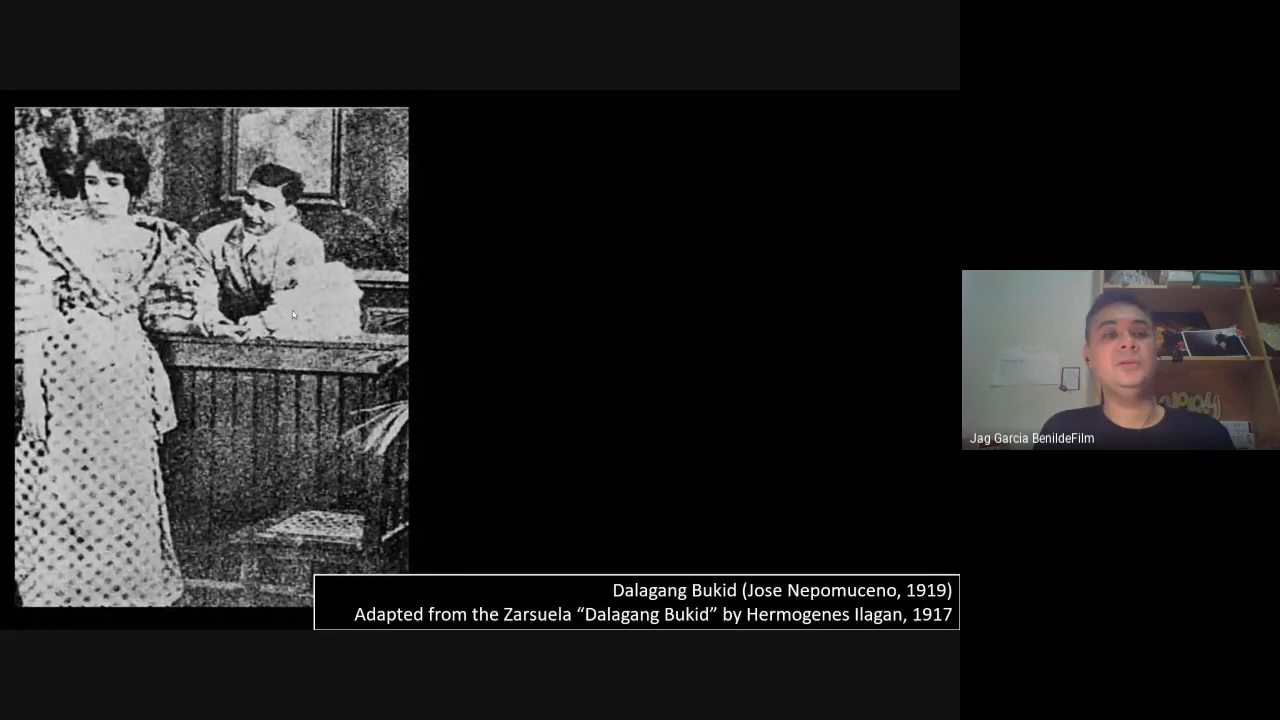 Dalagang Bukid (Jose Nepomuceno, 1919)
Adapted from the Zarsuela “Dalagang Bukid” by Hermogenes Ilagan, 1917
Jag Garcia BenildeFilm